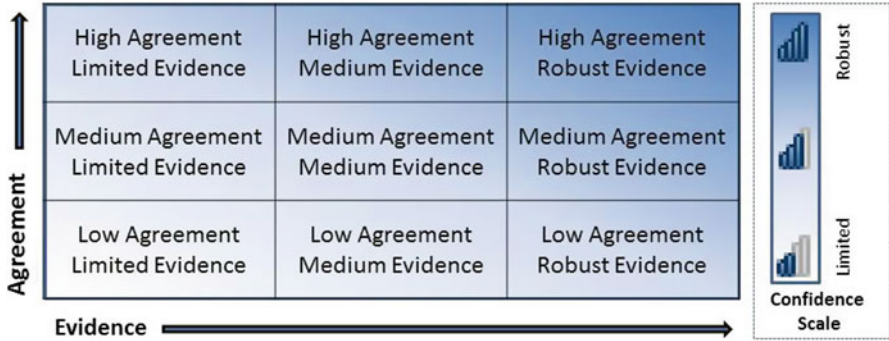 High Agreement
Limited Evidence
High Agreement
Medium Evidence
High Agreement
Robust Evidence
Medium Agreement
Limited Evidence
Medium Agreement
Medium Evidence
Medium Agreement
Robust Evidence
Low Agreement
Limited Evidence
Low Agreement
Medium Evidence
Low Agreement
Robust Evidence
Agreement
Evidence
Robust
Limited
Confidence
Scale